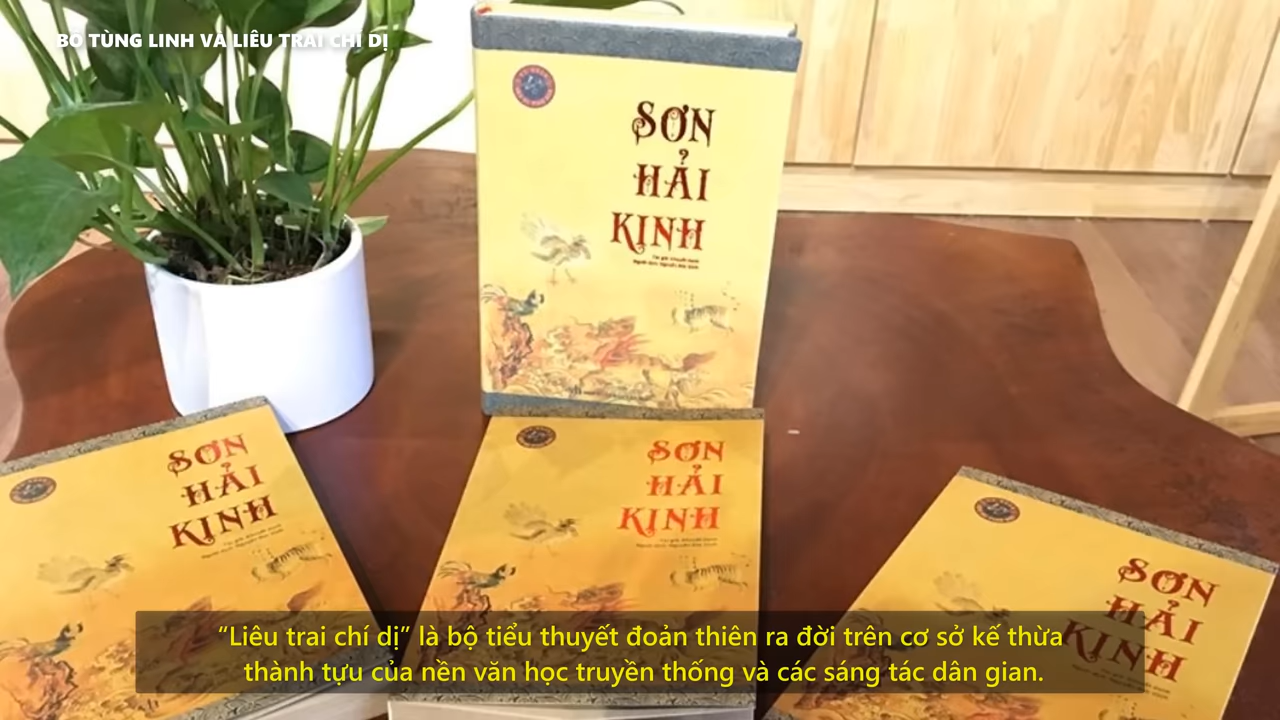 BỒ TÙNG LINH VÀ LIÊU TRAI CHÍ DỊ
SƠN
HẢI
KINH
SƠN
HẢI
KINH
SƠN
HẢI
KINH
SƠN
HẢI
KINH
“Liêu trai chí dị” là bộ tiểu thuyết đoản thiên ra đời trên cơ sở kế thừa
thành tựu của nền văn học truyền thống và các sáng tác dân gian.